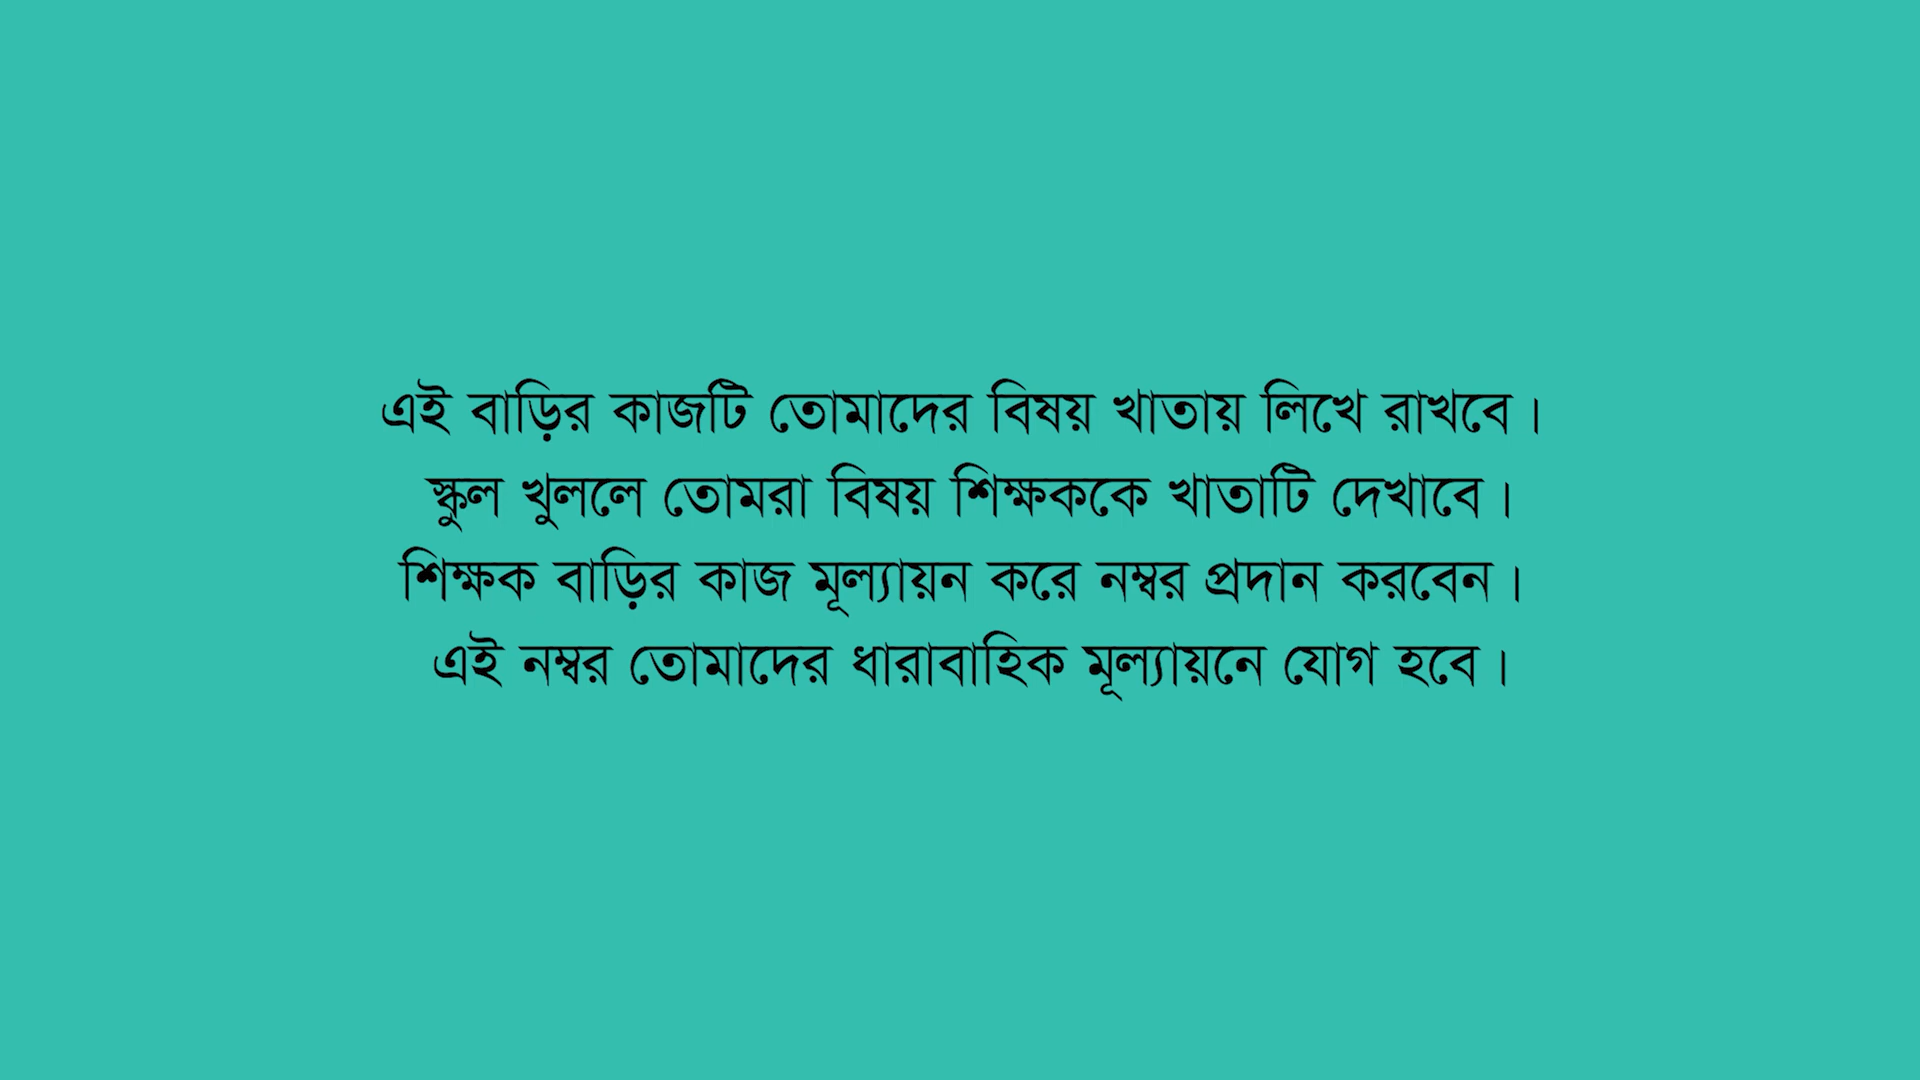 এই বাড়ির কাজটি তোমাদের বিষয় খাতায় লিখে রাখবে।
স্কুল খুললে তোমরা বিষয় শিক্ষককে খাতাটি দেখাবে।
শিক্ষক বাড়ির কাজ মূল্যায়ন করে নম্বর প্রদান করবেন।
এই নম্বর তোমাদের ধারাবাহিক মূল্যায়নে যোগ হবে।